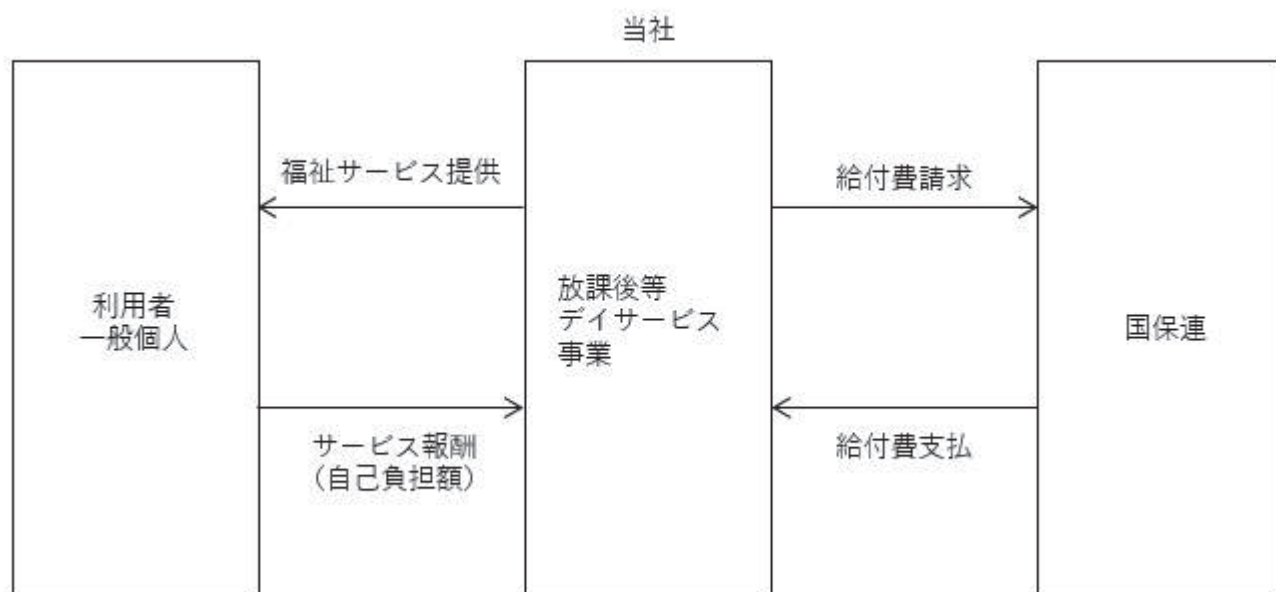 当社
福祉サービス提供
給付費請求
利用者
一般個人
放課後等
デイサービス
事業
国保連
サービス報酬
（自己負担額）
給付費支払